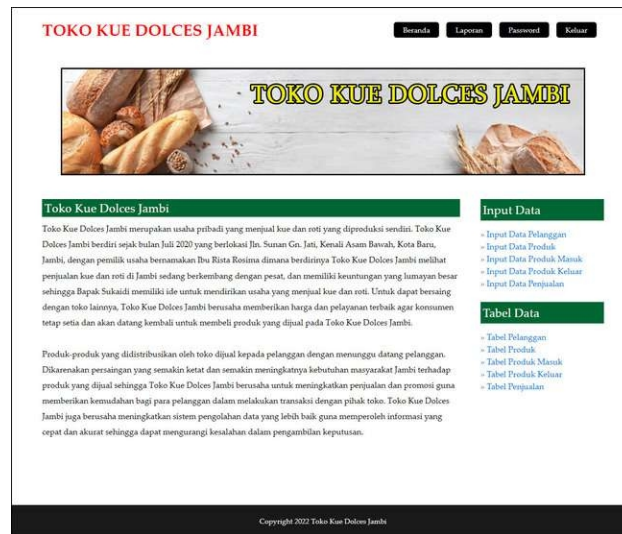 TOKO KUE DOLCES JAMBI
Beranda
Laporan
Password
Keluar
TOKO KUE DOLCES JAMBI
Toko Kue Dolces Jambi
Toko Kue Dolces Jambi merupakan usaha pribadi yang menjual kue dan roti yang diproduksi sendiri. Toko Kue
Dolces Jambi berdiri sejak bulan Juli 2020 yang berlokasi Jln. Sunan Gn. Jati, Kenali Asam Bawah, Kota Baru,
Jambi, dengan pemilik usaha bernamakan Ibu Rista Rosima dimana berdirinya Toko Kue Dolces Jambi melihat
penjualan kue dan roti di Jambi sedang berkembang dengan pesat, dan memiliki keuntungan yang lumayan besar
sehingga Bapak Sukaidi memiliki ide untuk mendirikan usaha yang menjual kue dan roti. Untuk dapat bersaing
dengan toko lainnya, Toko Kue Dolces Jambi berusaha memberikan harga dan pelayanan terbaik agar konsumen
tetap setia dan akan datang kembali untuk membeli produk yang dijual pada Toko Kue Dolces Jambi.
Produk-produk yang didistribusikan oleh toko dijual kepada pelanggan dengan menunggu datang pelanggan.
Dikarenakan persaingan yang semakin ketat dan semakin meningkatnya kebutuhan masyarakat Jambi terhadap
produk yang dijual sehingga Toko Kue Dolces Jambi berusaha untuk meningkatkan penjualan dan promosi guna
memberikan kemudahan bagi para pelanggan dalam melakukan transaksi dengan pihak toko. Toko Kue Dolces
Jambi juga berusaha meningkatkan sistem pengolahan data yang lebih baik guna memperoleh informasi yang
cepat dan akurat sehingga dapat mengurangi kesalahan dalam pengambilan keputusan.
Input Data
» Input Data Pelanggan
» Input Data Produk
» Input Data Produk Masuk
» Input Data Produk Keluar
» Input Data Penjualan
Tabel Data
» Tabel Pelanggan
» Tabel Produk
» Tabel Produk Masuk
» Tabel Produk Keluar
» Tabel Penjualan
Copyright 2022 Toko Kue Dolces Jambi